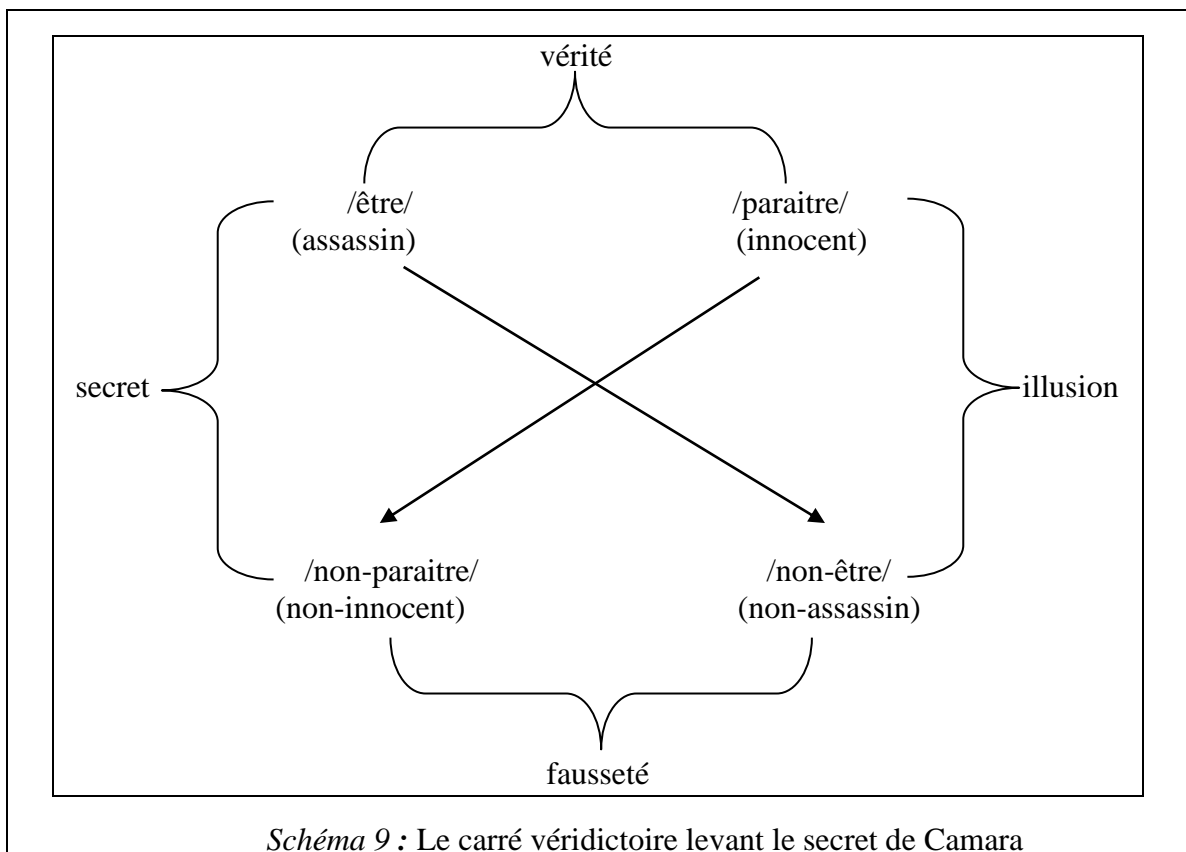 vérité
/être/ /paraitre/
(assassin) (innocent)
secret illusion
/non-paraitre/ /non-être/
(non-innocent) (non-assassin)
fausseté
Schéma 9 : Le carré véridictoire levant le secret de Camara